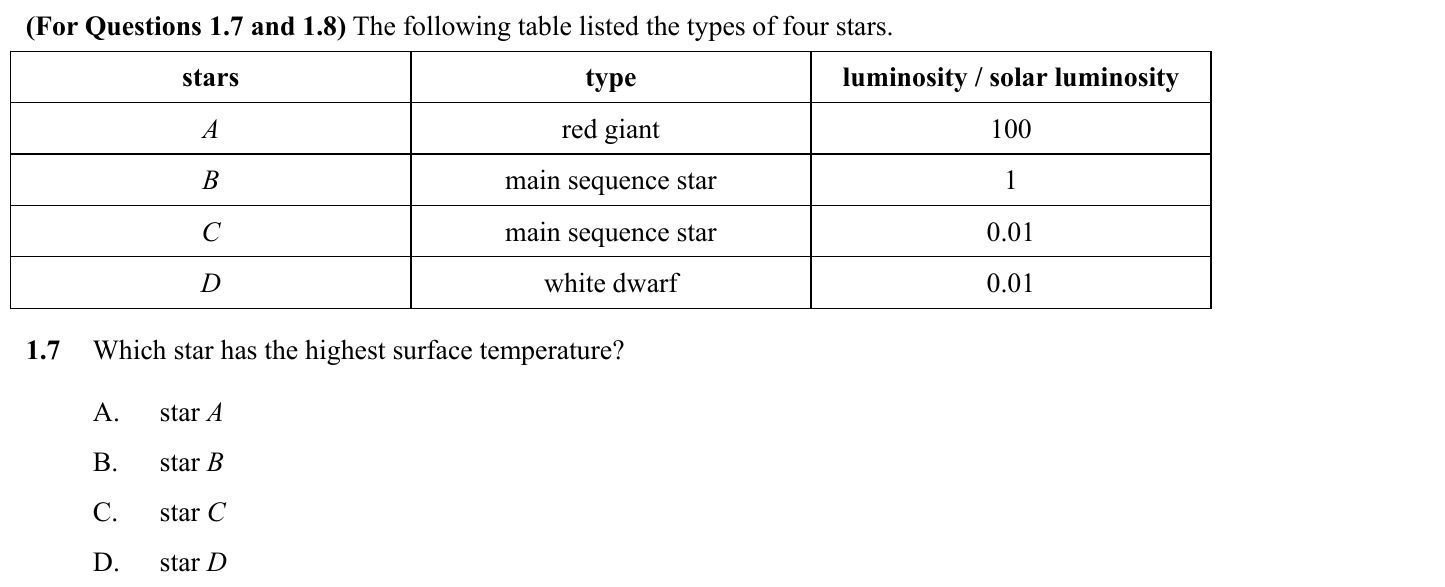 (For Questions 1.7 and 1.8) The following table listed the types of four stars.
stars type luminosity / solar luminosity
A red giant 100
B main sequence star 1
C main sequence star 0.01
D white dwarf 0.01
1.7 Which star has the highest surface temperature?
A. star A
B. star B
C. star C
D. star D